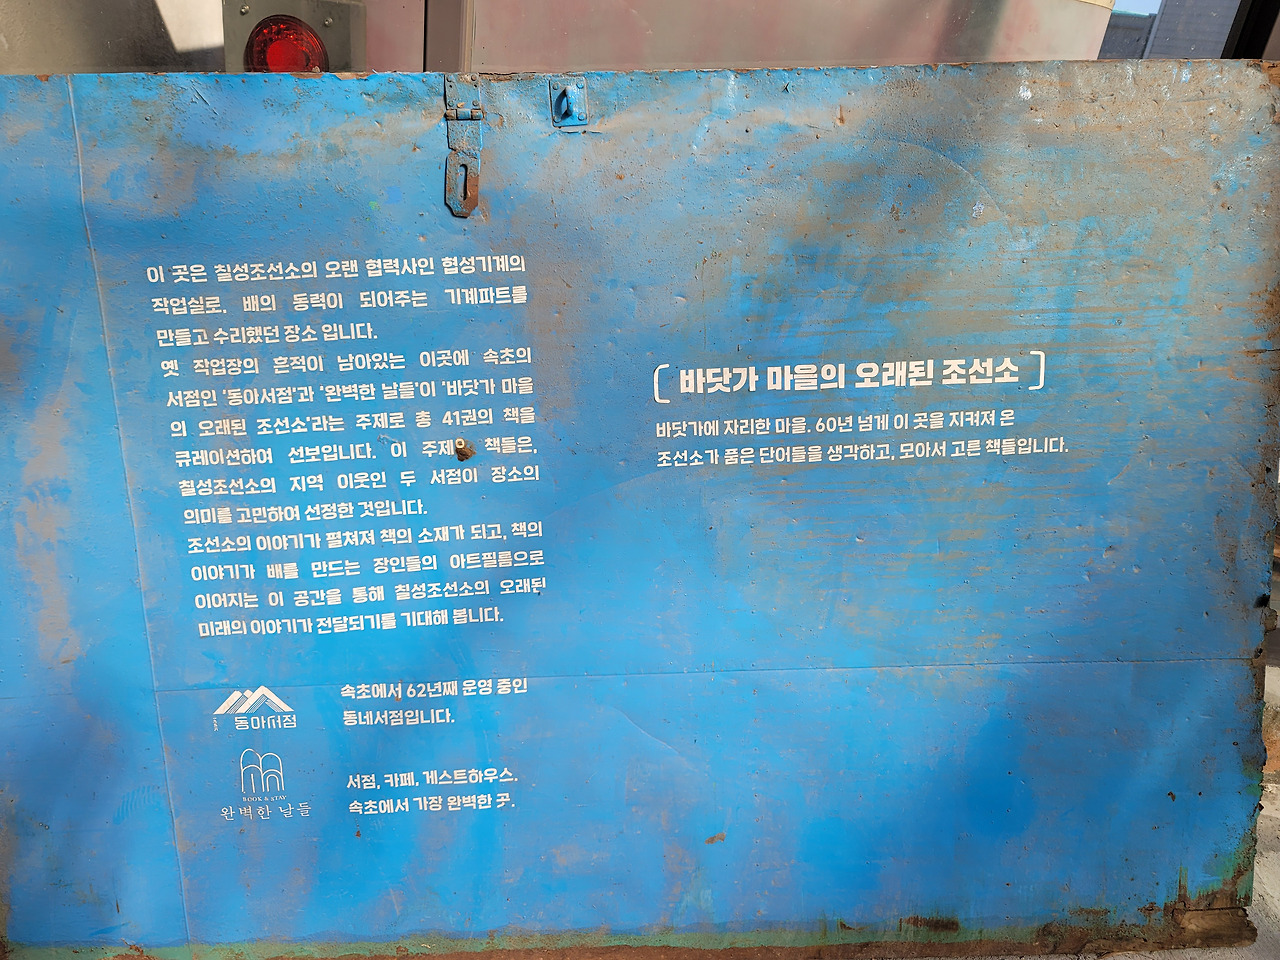 이 곳은 칠성조선소의 오랜 협력사인 협성기계의
작업실로, 배의 동력이 되어주는 기계파트를
만들고 수리했던 장소 입니다.
옛 작업장의 흔적이 남아있는 이곳에 속초의
서점인 '동아서점'과 '완벽한 날들'이 '바닷가 마을
의 오래된 조선소'라는 주제로 총 41권의 책을
큐레이션하여 선보입니다. 이 주제 책들은,
칠성조선소의 지역 이웃인 두 서점이 장소의
의미를 고민하여 선정한 것입니다.
조선소의 이야기가 펼쳐져 책의 소재가 되고, 책의
이야기가 배를 만드는 장인들의 아트필름으로
이어지는 이 공간을 통해 칠성조선소의 오래된
미래의 이야기가 전달되기를 기대해 봅니다.
동아서점
속초에서 62년째 운영 중인
동네서점입니다.
BOOK & STAY
완벽한 날들
서점, 카페, 게스트하우스.
속초에서 가장 완벽한 곳.
[ 바닷가 마을의 오래된 조선소 ]
바닷가에 자리한 마을. 60년 넘게 이 곳을 지켜져 온
조선소가 품은 단어들을 생각하고, 모아서 고른 책들입니다.